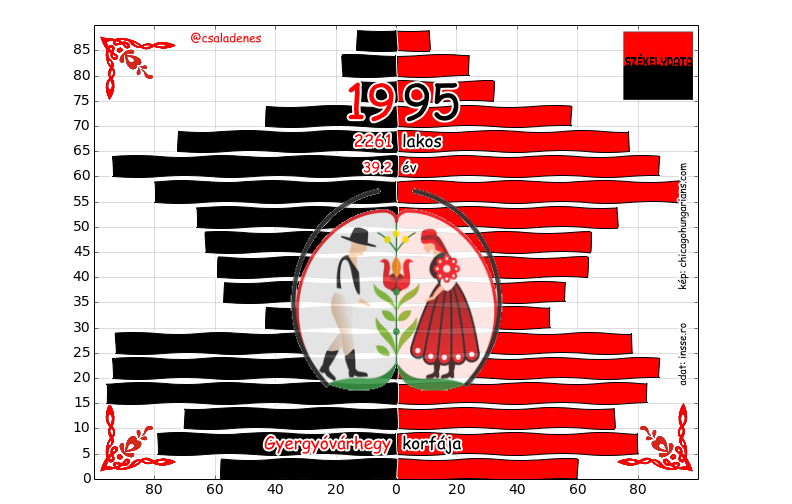 @csaladenes
SZÉKELYDATA
1995
2261 lakos
39.2 év
kép: chicagohungarians.com
adat: insse.ro
Gyergyóvárhegy korfája
85
80
75
70
65
60
55
50
45
40
35
30
25
20
15
10
5
0
80 60 40 20 0 20 40 60 80